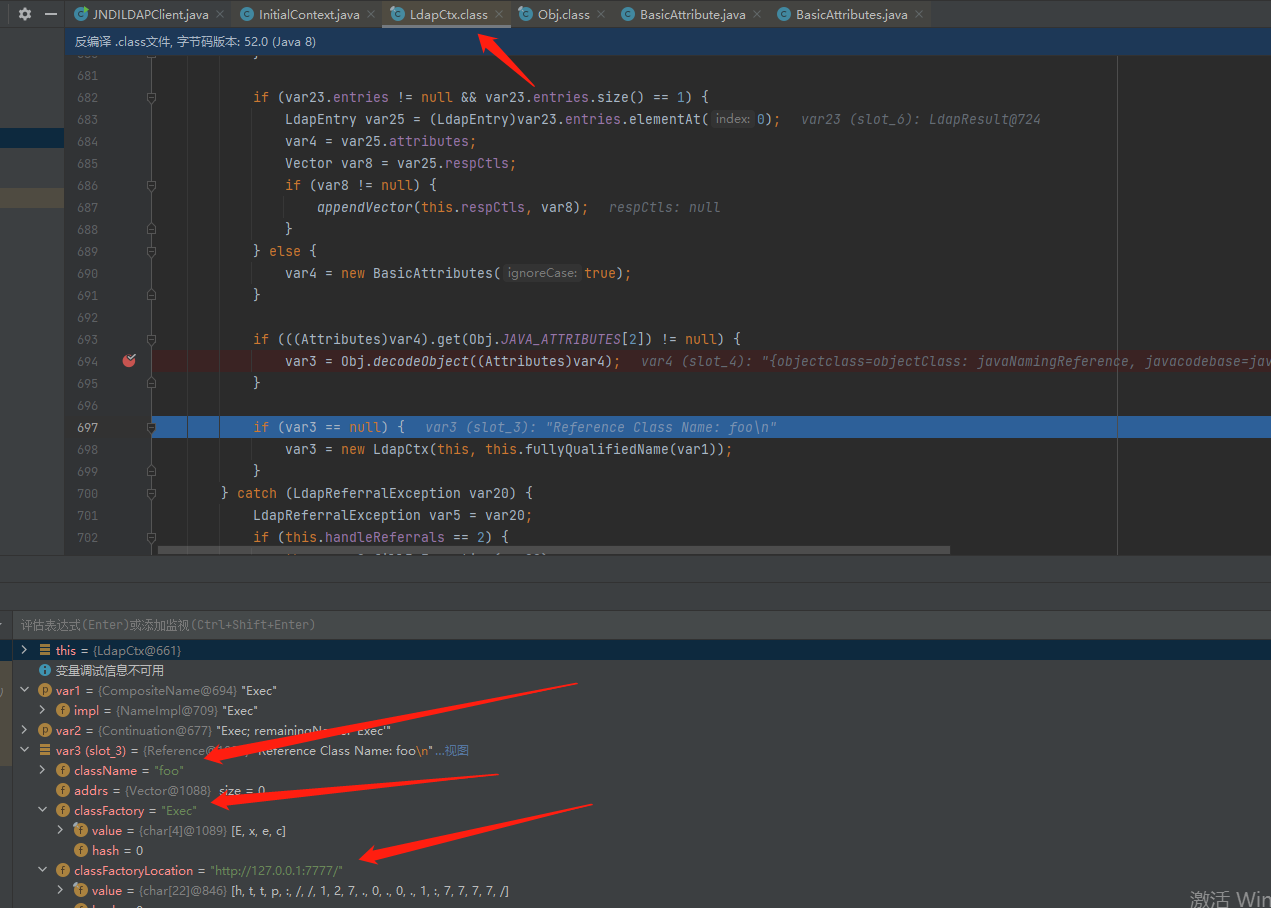 JNDILDAPClient.java × InitialContext.java × LdapCtx.class × Obj.class × BasicAttribute.java × BasicAttributes.java ×
反编译 .class文件, 字节码版本: 52.0 (Java 8)
}
681
682 if (var23.entries != null && var23.entries.size() == 1) {
683 LdapEntry var25 = (LdapEntry)var23.entries.elementAt( index: 0); var23 (slot_6): LdapResult@724
684 var4 = var25.attributes;
685 Vector var8 = var25.respCtls;
686 if (var8 != null) {
687 appendVector(this.respCtls, var8); respCtls: null
688 }
689 } else {
690 var4 = new BasicAttributes( ignoreCase: true);
691 }
692
693 if (((Attributes)var4).get(Obj.JAVA_ATTRIBUTES[2]) != null) {
694 var3 = Obj.decodeObject((Attributes)var4); var4 (slot_4): "{objectclass=objectClass: javaNamingReference, javacodebase=jav
695 }
696
697 if (var3 == null) { var3 (slot_3): "Reference Class Name: foo\n"
698 var3 = new LdapCtx(this, this.fullyQualifiedName(var1));
699 }
700 } catch (LdapReferralException var20) {
701 LdapReferralException var5 = var20;
702 if (this.handleReferrals == 2) {
评估表达式(Enter)或添加监视(Ctrl+Shift+Enter)
this = {LdapCtx@661}
变量调试信息不可用
var1 = {CompositeName@694} "Exec"
impl = {NameImpl@709} "Exec"
var2 = {Continuation@677} "Exec; remainingName: 'Exec'"
var3 (slot_3) = {Reference@ "Reference Class Name: foo\n" ...视图
className = "foo"
addrs = {Vector@1088} size = 0
classFactory = "Exec"
value = {char[4]@1089} [E, x, e, c]
hash = 0
classFactoryLocation = "http://127.0.0.1:7777/"
value = {char[22]@846} [h, t, t, p, :, /, /, 1, 2, 7, ., 0, ., 0, ., 1, :, 7, 7, 7, 7, /]
激活 Win